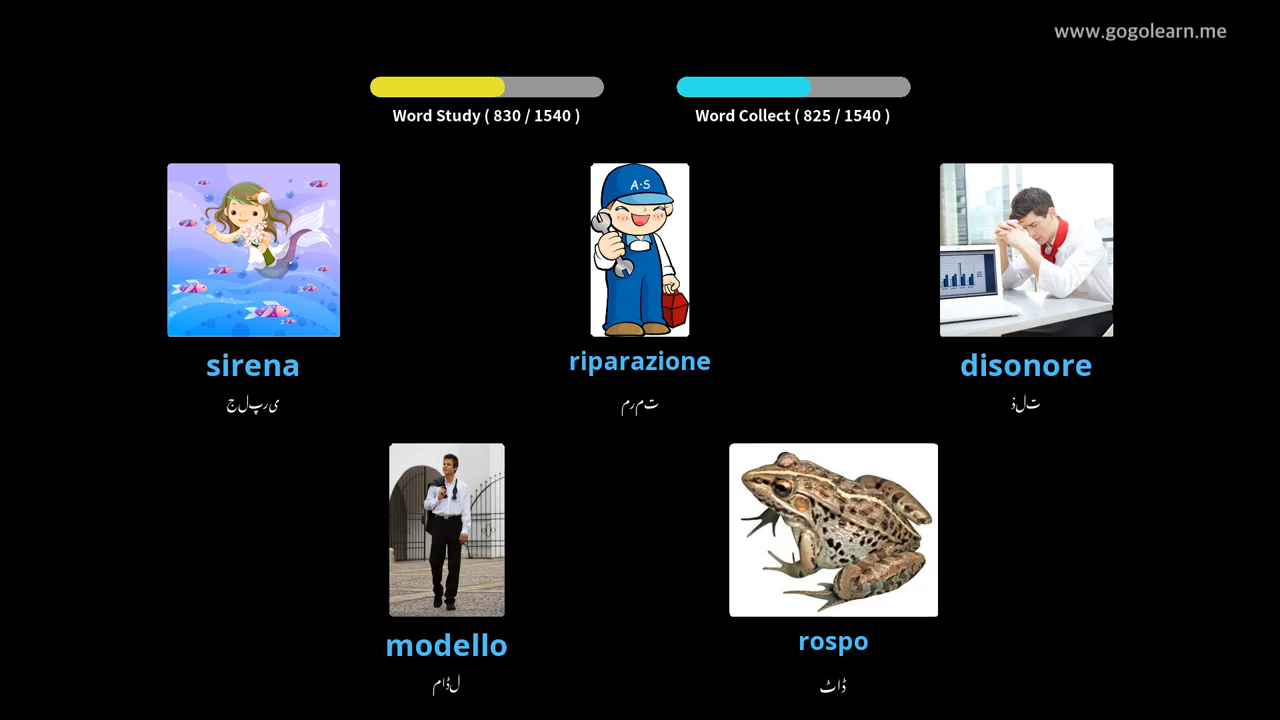 www.gogolearn.me
Word Study ( 830 / 1540 )
Word Collect ( 825 / 1540 )
sirena
جلپری
riparazione
مرمت
disonore
ذلت
modello
ماڈل
rospo
ٹاڈ